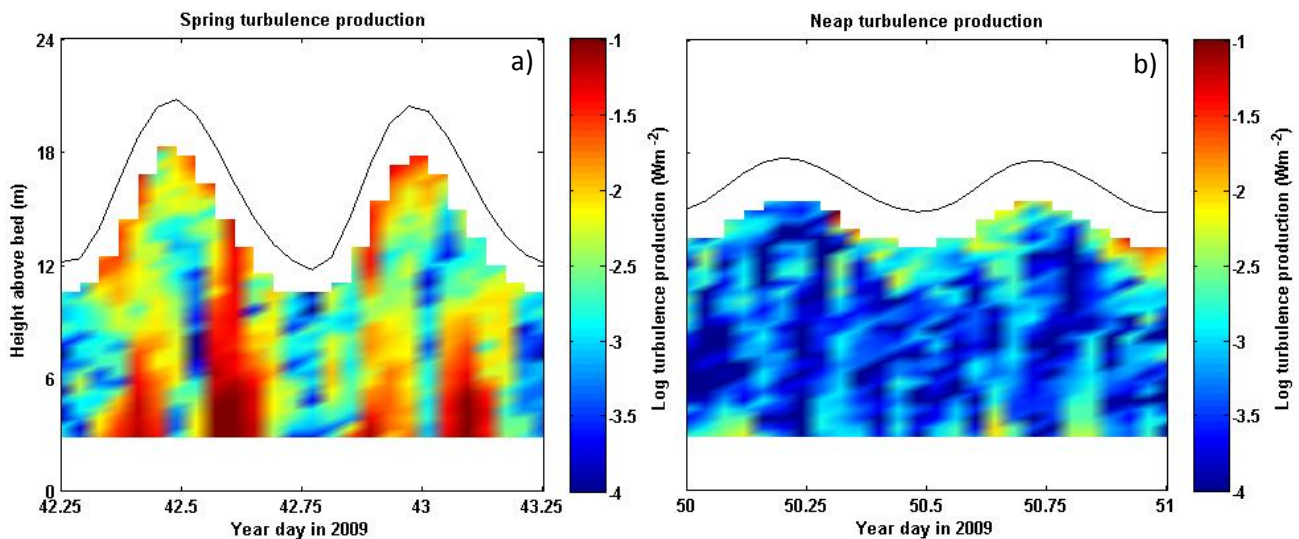 Spring turbulence production
a)
24
18
12
6
0
Height above bed (m)
42.25 42.5 42.75 43 43.25
Year day in 2009
-1
-1.5
-2
-2.5
-3
-3.5
-4
Log turbulence production (Wm-2)
Neap turbulence production
b)
50 50.25 50.5 50.75 51
Year day in 2009
-1
-1.5
-2
-2.5
-3
-3.5
-4
Log turbulence production (Wm-2)